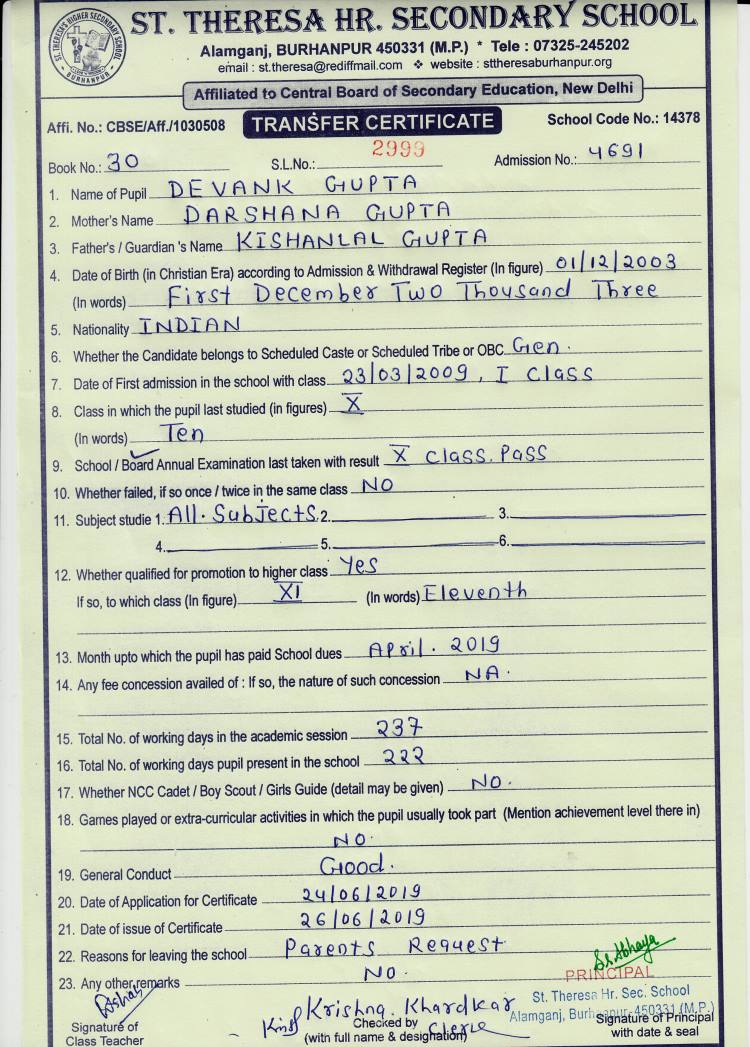 ST. THERESA'S HIGHER SECONDARY SCHOOL
BURHANPUR
ST. THERESA HR. SECONDARY SCHOOL
Alamganj, BURHANPUR 450331 (M.P.) * Tele : 07325-245202
email : st.theresa@rediffmail.com ❖ website : sttheresaburhanpur.org
Affiliated to Central Board of Secondary Education, New Delhi
Affi. No.: CBSE/Aff./1030508 TRANSFER CERTIFICATE School Code No.: 14378
Book No.: 30 S.L.No.: 2999 Admission No.: 4691
1. Name of Pupil DEVANK GUPTA
2. Mother's Name DARSHANA GUPTA
3. Father's / Guardian 's Name KISHANLAL GUPTA
4. Date of Birth (in Christian Era) according to Admission & Withdrawal Register (In figure) 01/12/2003
(In words) First December Two Thousand Three
5. Nationality INDIAN
6. Whether the Candidate belongs to Scheduled Caste or Scheduled Tribe or OBC Gen.
7. Date of First admission in the school with class 23/03/2009, I Class
8. Class in which the pupil last studied (in figures) X
(In words) Ten
9. School / Board Annual Examination last taken with result X Class. Pass
10. Whether failed, if so once / twice in the same class NO
11. Subject studie 1. All. Subjects. 2. 3.
4. 5. 6.
12. Whether qualified for promotion to higher class Yes
If so, to which class (In figure) XI (In words) Eleventh
13. Month upto which the pupil has paid School dues April. 2019
14. Any fee concession availed of : If so, the nature of such concession NA.
15. Total No. of working days in the academic session 237
16. Total No. of working days pupil present in the school 222
17. Whether NCC Cadet / Boy Scout / Girls Guide (detail may be given) NO.
18. Games played or extra-curricular activities in which the pupil usually took part (Mention achievement level there in)
NO.
19. General Conduct Good.
20. Date of Application for Certificate 24/06/2019
21. Date of issue of Certificate 26/06/2019
22. Reasons for leaving the school Parents Request
23. Any other remarks NO.
Sr. Abhaya
PRINCIPAL
St. Theresa Hr. Sec. School
Alamganj, Burhanpur-450331 (M.P.)
Krishna. Khardkar
Signature of
Class Teacher
Checked by
(with full name & designation)
Signature of Principal
with date & seal